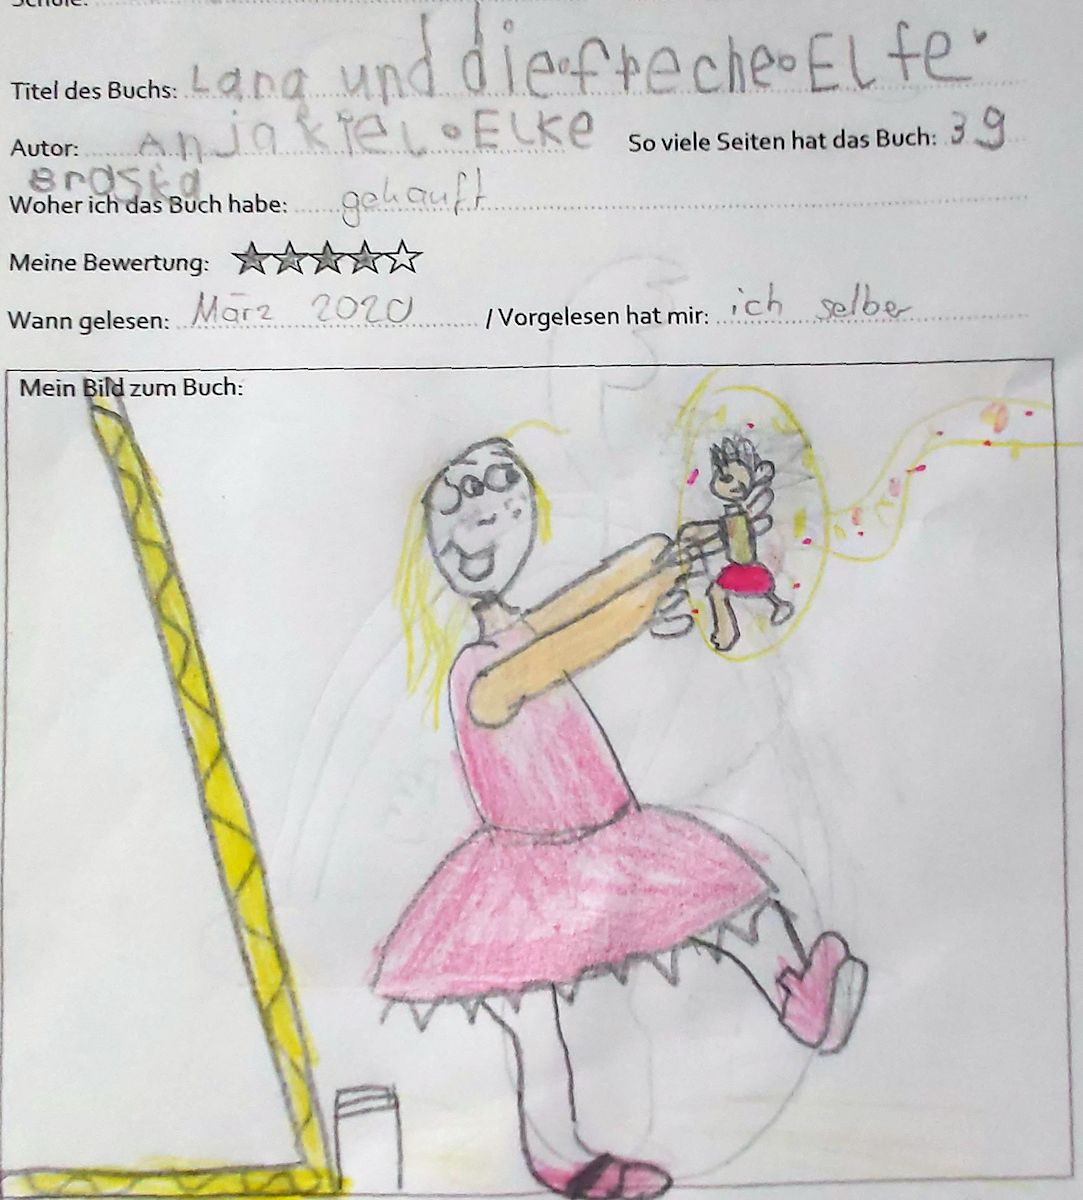 Schule:
Titel des Buchs: Lana und die freche Elfe
Autor: Anja kiel Elke
Broska
So viele Seiten hat das Buch: 39
Woher ich das Buch habe: gekauft
Meine Bewertung:
Wann gelesen: März 2020 / Vorgelesen hat mir: ich selber
Mein Bild zum Buch: